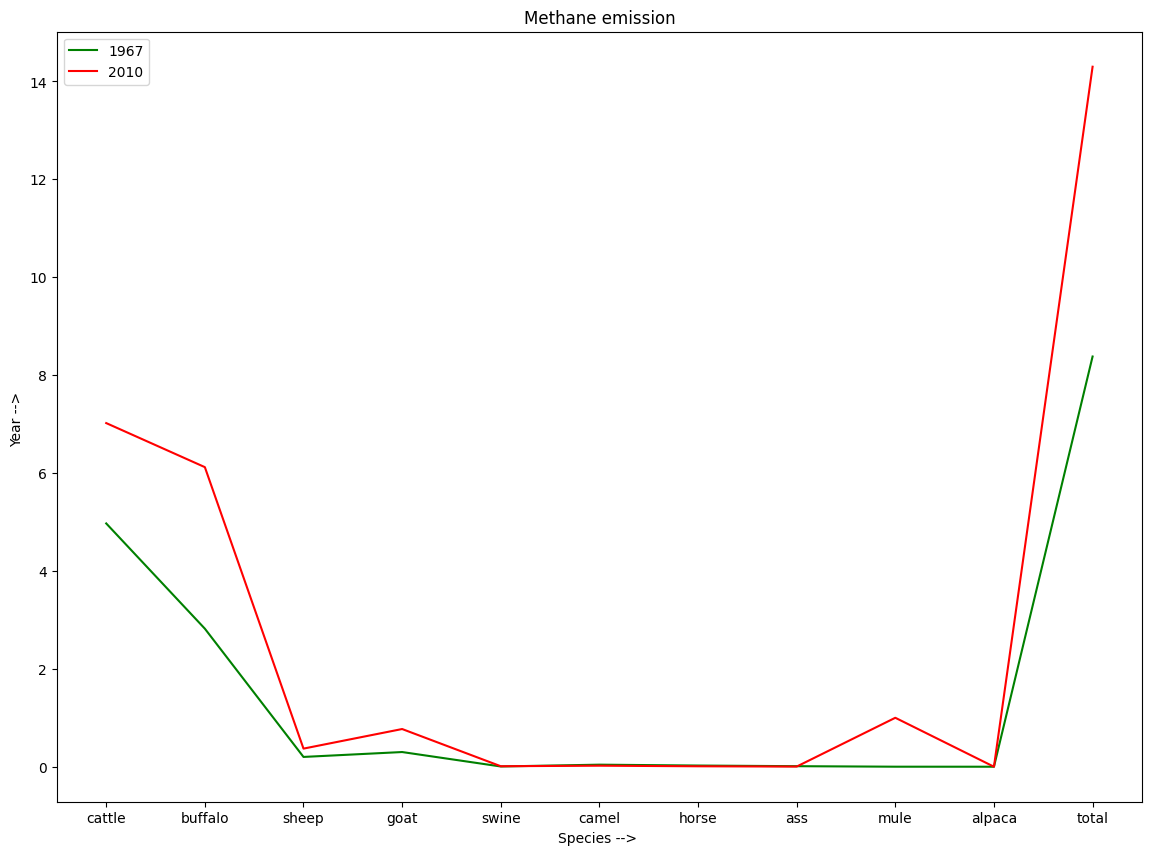 Methane emission
1967
2010
14
12
10
8
6
4
2
0
Year -->
cattle buffalo sheep goat swine camel horse ass mule alpaca total
Species -->